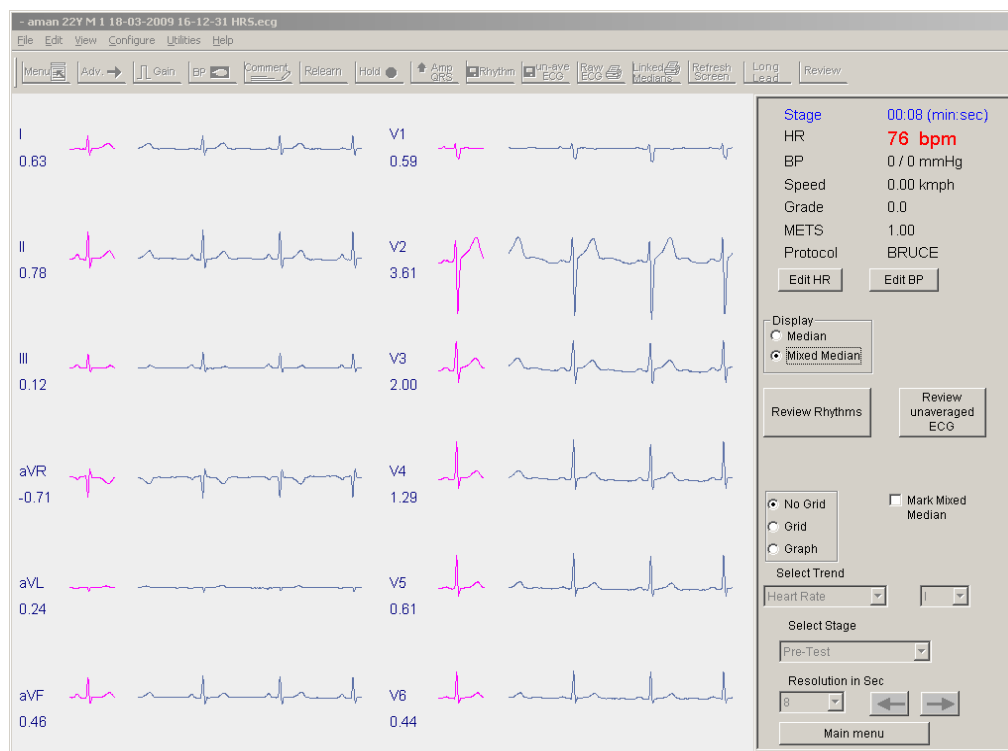 - aman 22Y M 1 18-03-2009 16-12-31 HRS.ecg
File Edit View Configure Utilities Help
Menu Adv. Gain BP Comment Relearn Hold Amp QRS Rhythm un-ave ECG Raw ECG Linked Medians Refresh Screen Long Lead Review
I
0.63
II
0.78
III
0.12
aVR
-0.71
aVL
0.24
aVF
0.46
V1
0.59
V2
3.61
V3
2.00
V4
1.29
V5
0.61
V6
0.44
Stage 00:08 (min:sec)
HR 76 bpm
BP 0 / 0 mmHg
Speed 0.00 kmph
Grade 0.0
METS 1.00
Protocol BRUCE
Edit HR Edit BP
Display
Median
Mixed Median
Review Rhythms
Review
unaveraged
ECG
No Grid
Grid
Graph
Mark Mixed
Median
Select Trend
Heart Rate I
Select Stage
Pre-Test
Resolution in Sec
8
Main menu